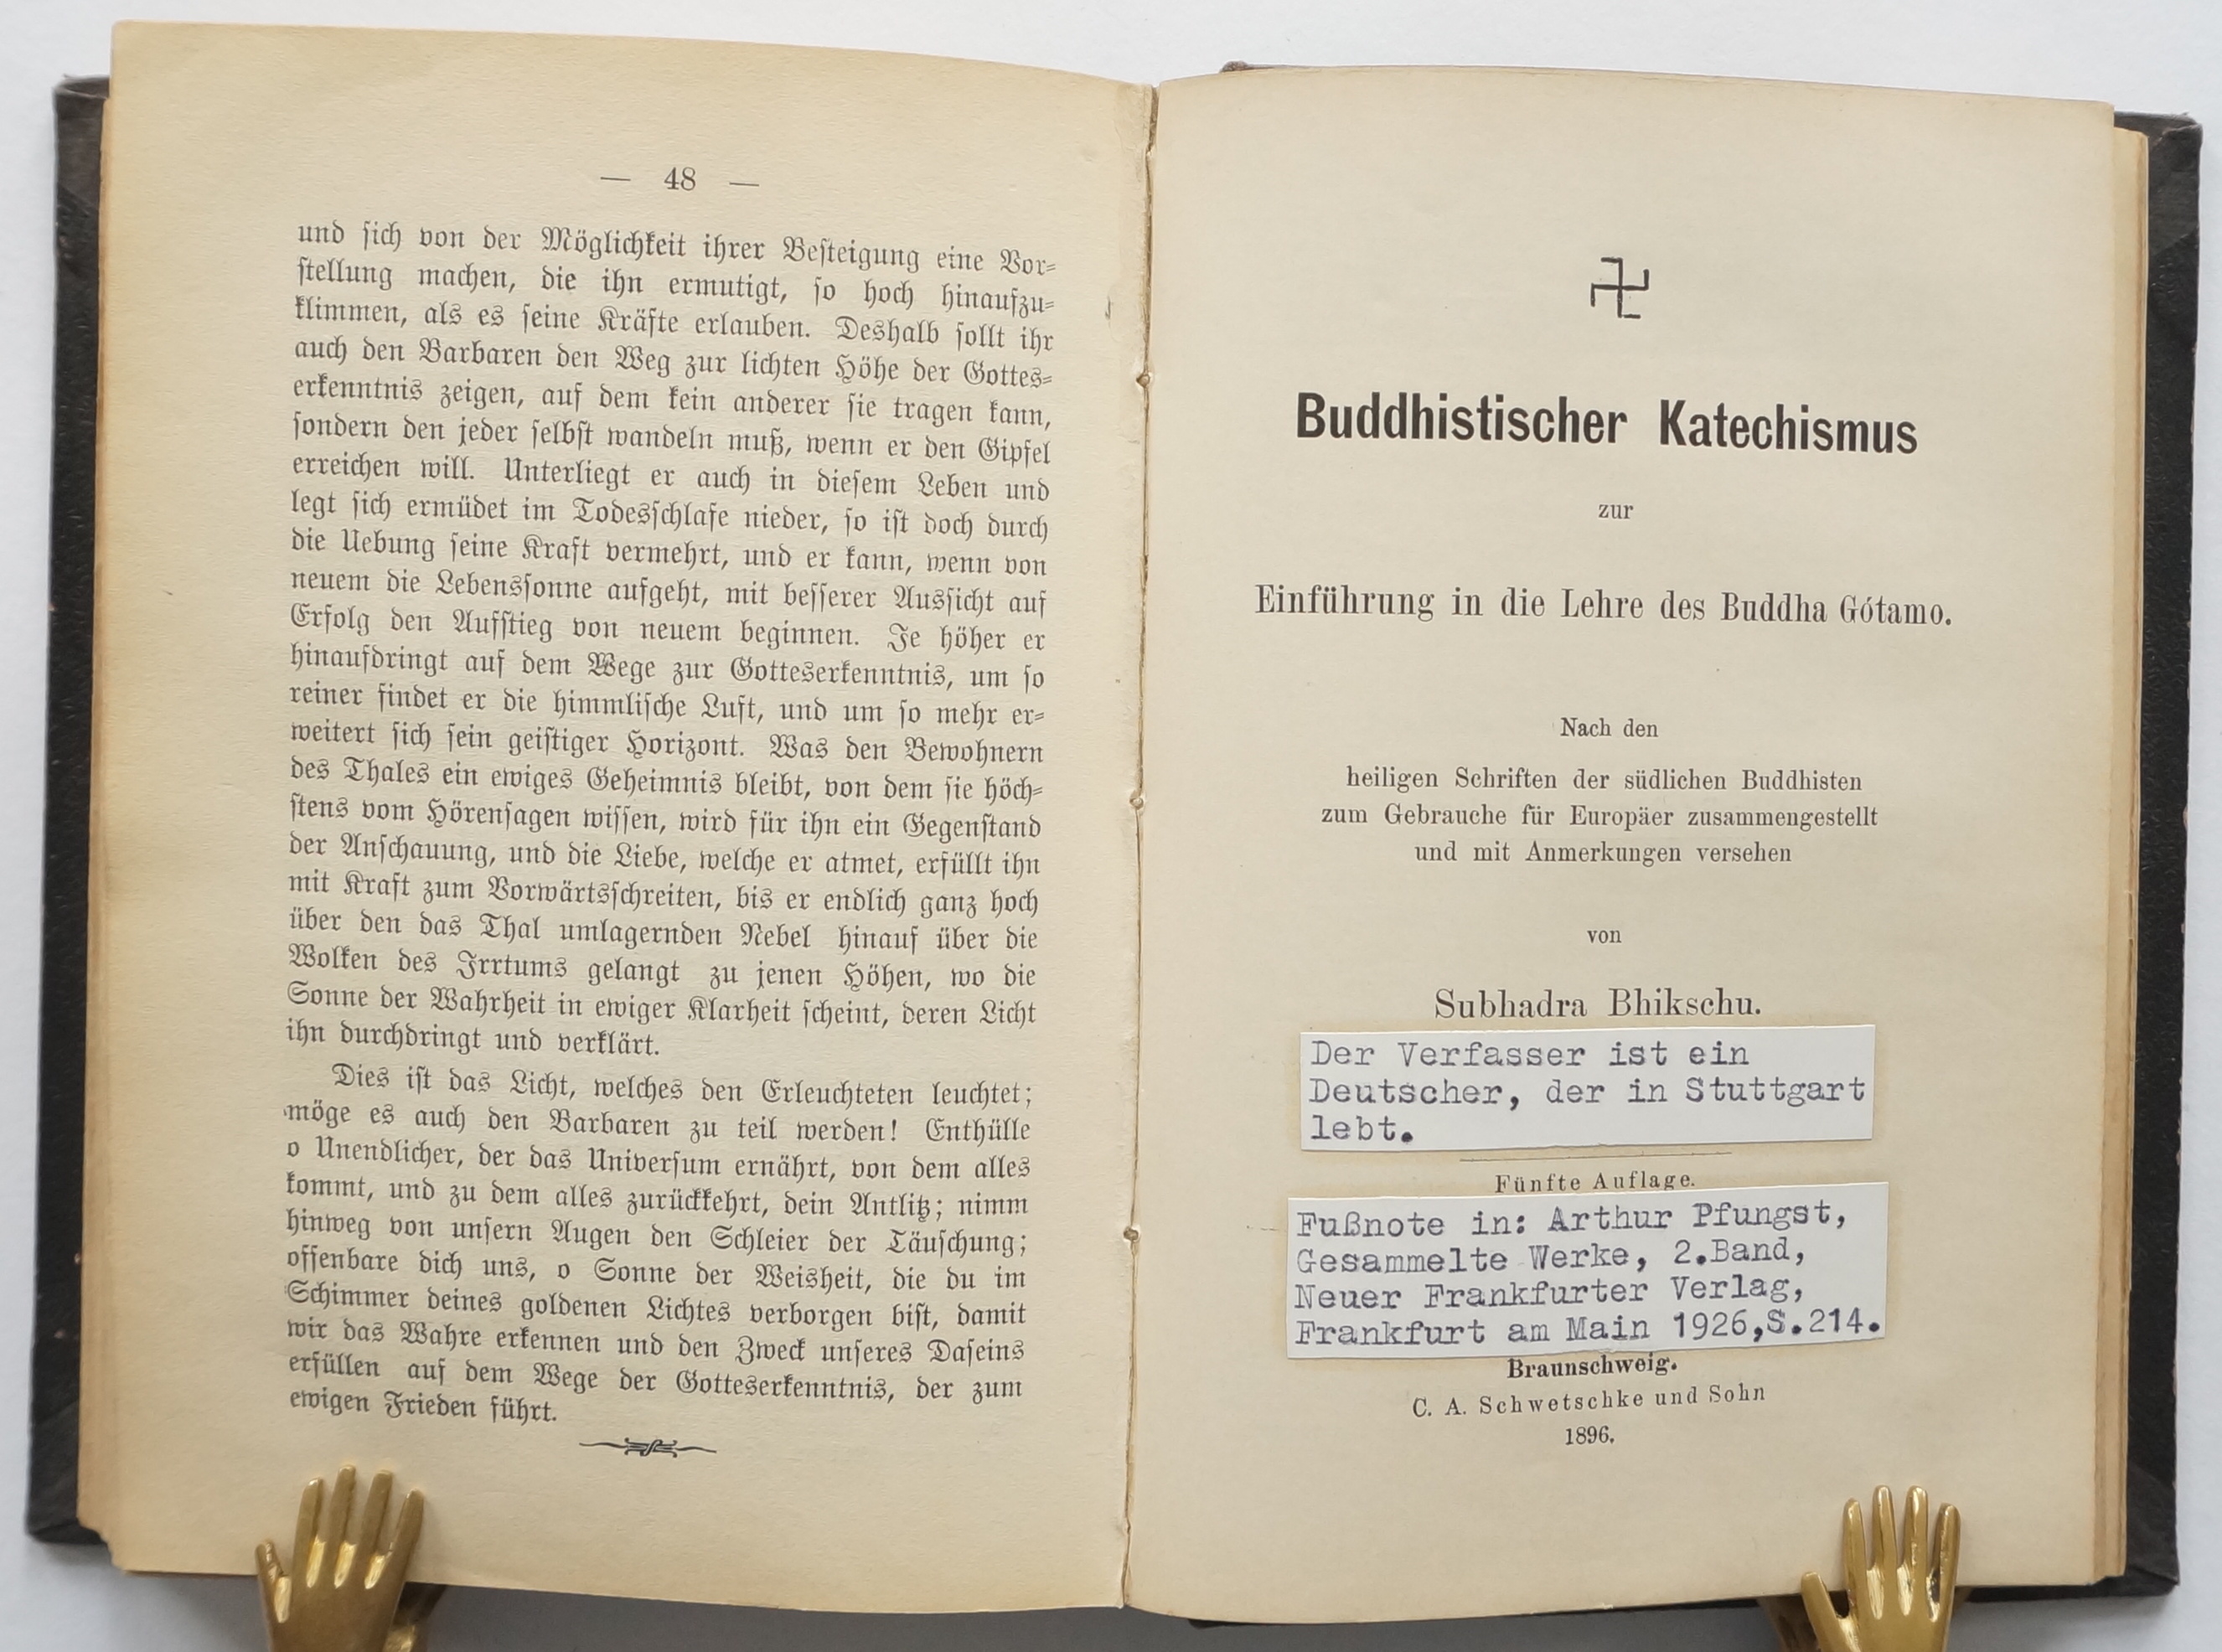 — 48 —
und ſich von der Möglichkeit ihrer Beſteigung eine Vor⸗
ſtellung machen, die ihn ermutigt, ſo hoch hinaufzu⸗
klimmen, als es ſeine Kräfte erlauben. Deshalb ſollt ihr
auch den Barbaren den Weg zur lichten Höhe der Gottes⸗
erkenntnis zeigen, auf dem kein anderer ſie tragen kann,
ſondern den jeder ſelbſt wandeln muß, wenn er den Gipfel
erreichen will. Unterliegt er auch in dieſem Leben und
legt ſich ermüdet im Todesſchlafe nieder, ſo iſt doch durch
die Uebung ſeine Kraft vermehrt, und er kann, wenn von
neuem die Lebensſonne aufgeht, mit beſſerer Ausſicht auf
Erfolg den Aufſtieg von neuem beginnen. Je höher er
hinaufdringt auf dem Wege zur Gotteserkenntnis, um ſo
reiner findet er die himmliſche Luft, und um ſo mehr er⸗
weitert ſich ſein geiſtiger Horizont. Was den Bewohnern
des Thales ein ewiges Geheimnis bleibt, von dem ſie höch⸗
ſtens vom Hörenſagen wiſſen, wird für ihn ein Gegenſtand
der Anſchauung, und die Liebe, welche er atmet, erfüllt ihn
mit Kraft zum Vorwärtsſchreiten, bis er endlich ganz hoch
über den das Thal umlagernden Nebel hinauf über die
Wolken des Irrtums gelangt zu jenen Höhen, wo die
Sonne der Wahrheit in ewiger Klarheit ſcheint, deren Licht
ihn durchdringt und verklärt.
Dies iſt das Licht, welches den Erleuchteten leuchtet;
möge es auch den Barbaren zu teil werden! Enthülle
o Unendlicher, der das Univerſum ernährt, von dem alles
kommt, und zu dem alles zurückkehrt, dein Antlitz; nimm
hinweg von unſern Augen den Schleier der Täuſchung;
offenbare dich uns, o Sonne der Weisheit, die du im
Schimmer deines goldenen Lichtes verborgen biſt, damit
wir das Wahre erkennen und den Zweck unſeres Daſeins
erfüllen auf dem Wege der Gotteserkenntnis, der zum
ewigen Frieden führt.
卍
Buddhistischer Katechismus
zur
Einführung in die Lehre des Buddha Gótamo.
Nach den
heiligen Schriften der südlichen Buddhisten
zum Gebrauche für Europäer zusammengestellt
und mit Anmerkungen versehen
von
Subhadra Bhikschu.
Der Verfasser ist ein
Deutscher, der in Stuttgart
lebt.
Fünfte Auflage.
Fußnote in: Arthur Pfungst,
Gesammelte Werke, 2.Band,
Neuer Frankfurter Verlag,
Frankfurt am Main 1926,S.214.
Braunschweig.
C. A. Schwetschke und Sohn
1896.